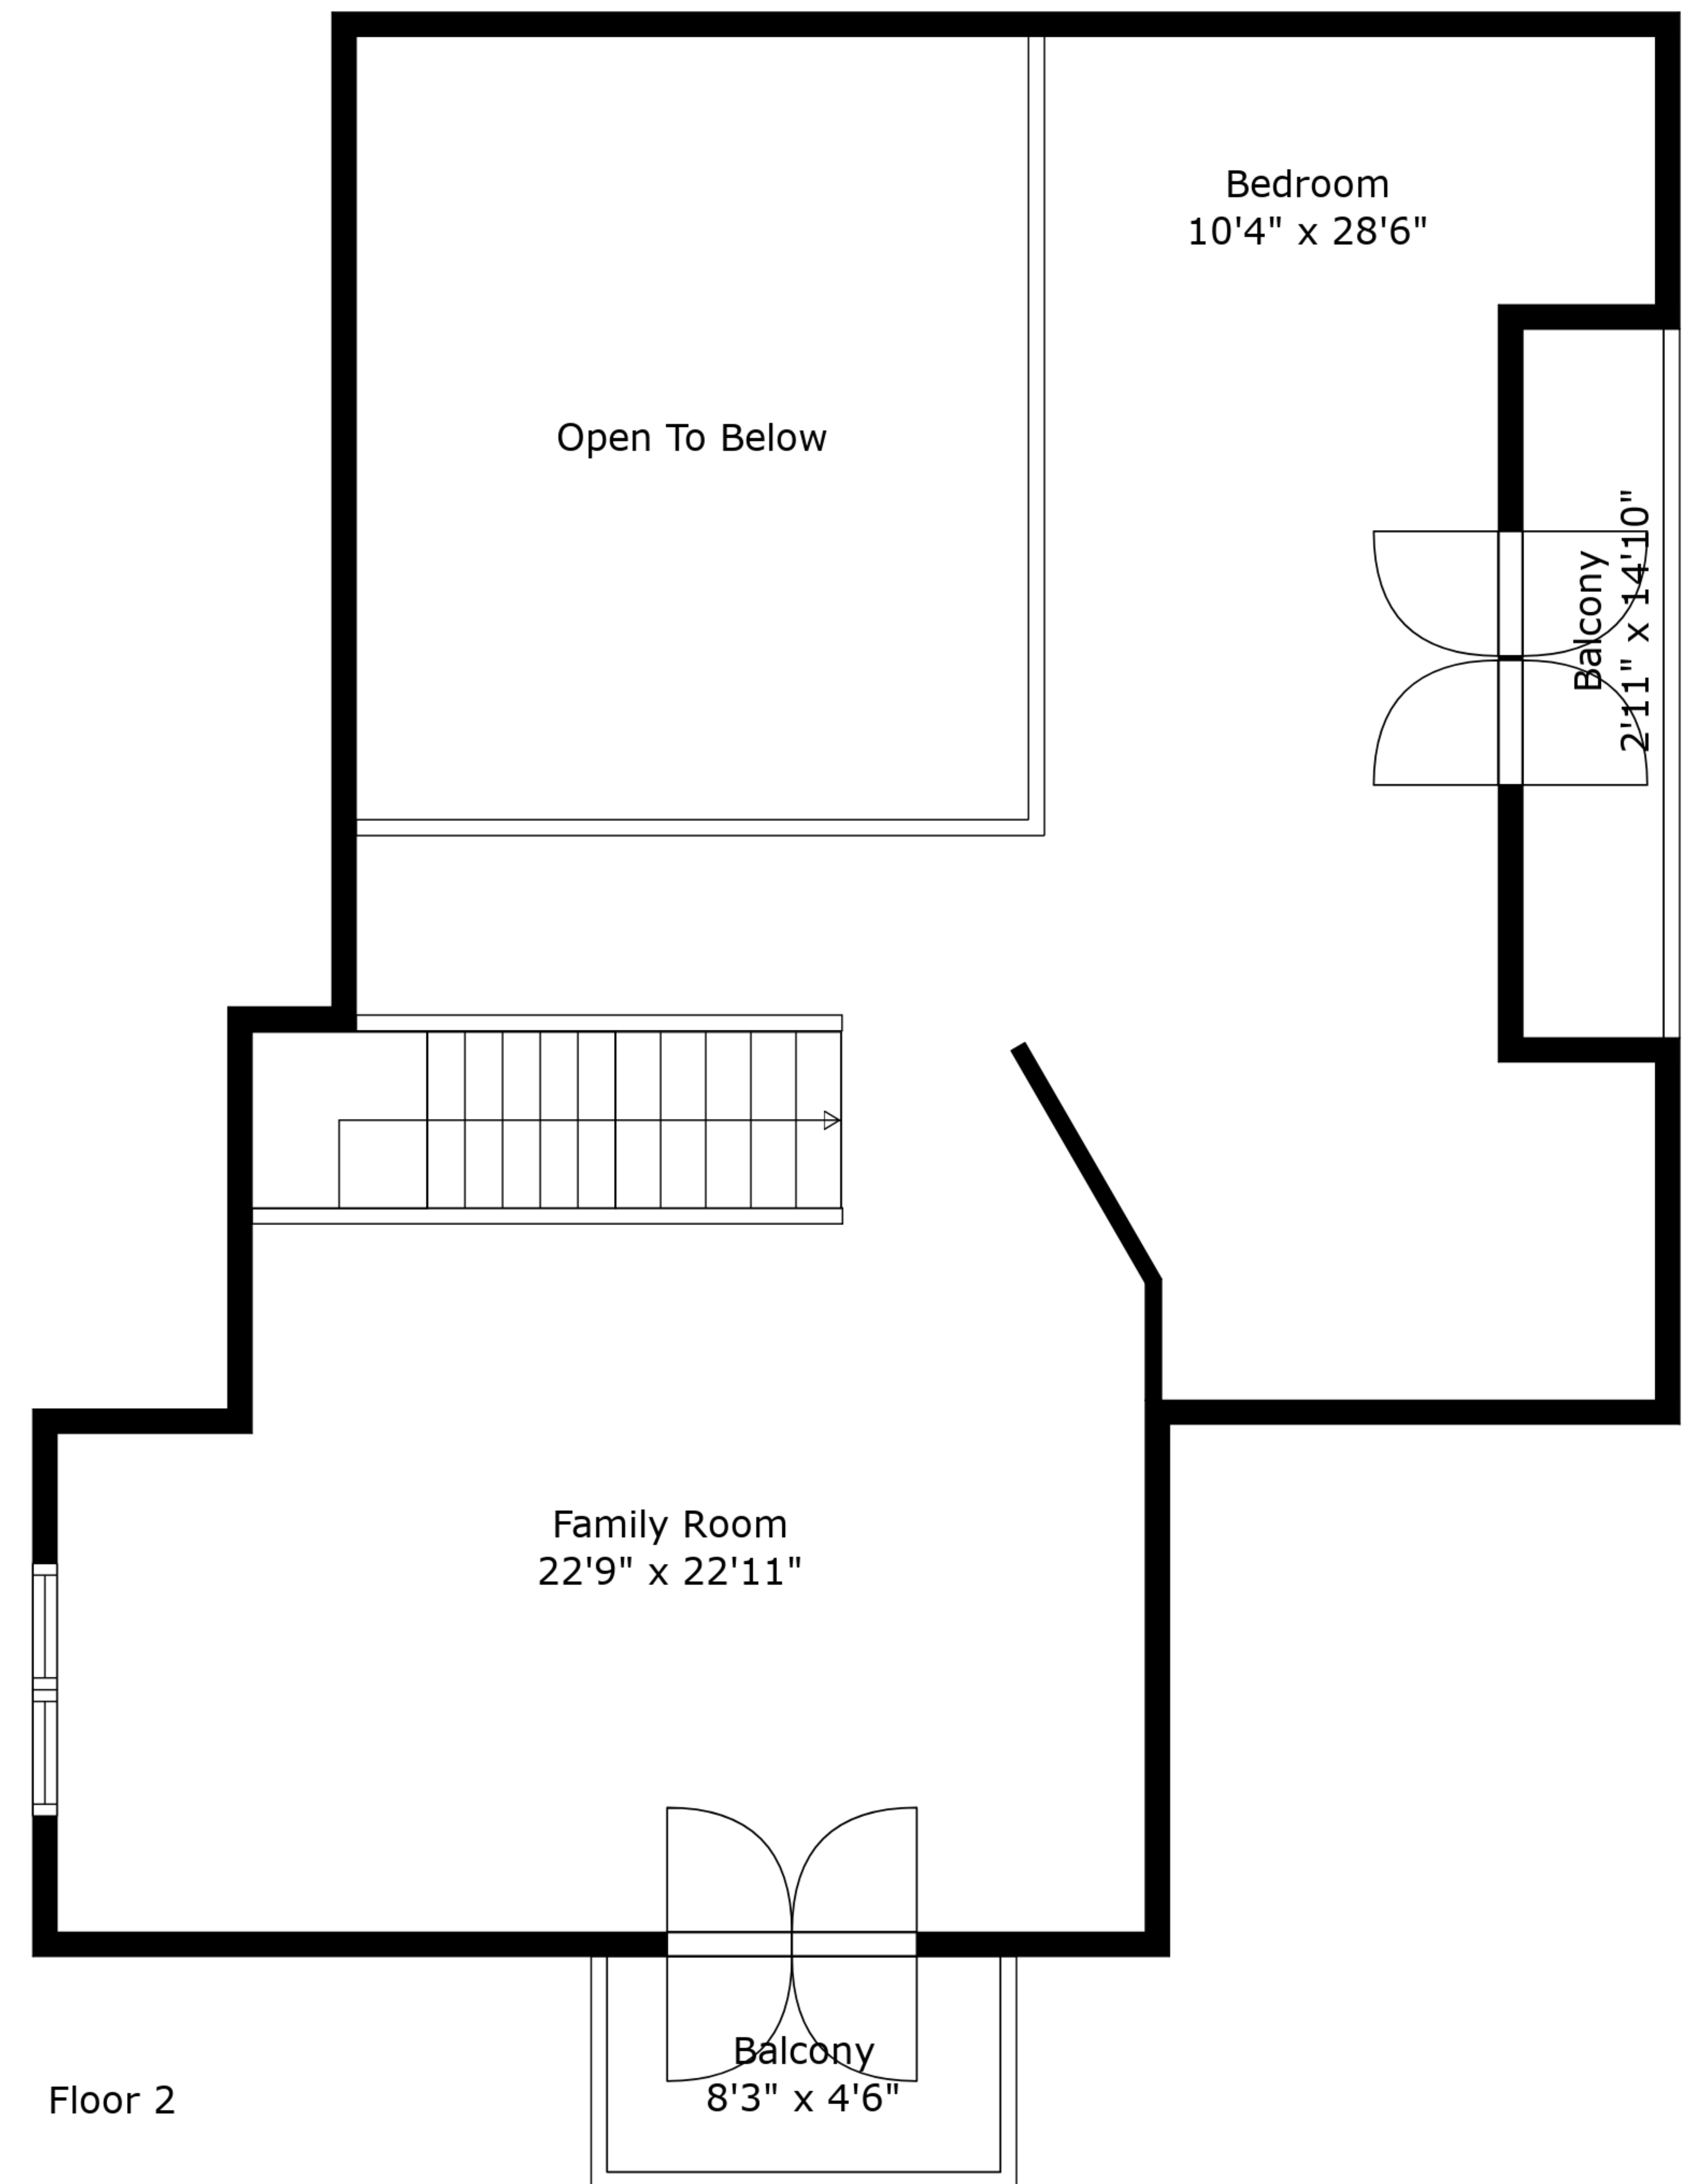 Bedroom
10'4" x 28'6"
Open To Below
Balcony
2'11" x 14'10"
Family Room
22'9" x 22'11"
Balcony
8'3" x 4'6"
Floor 2